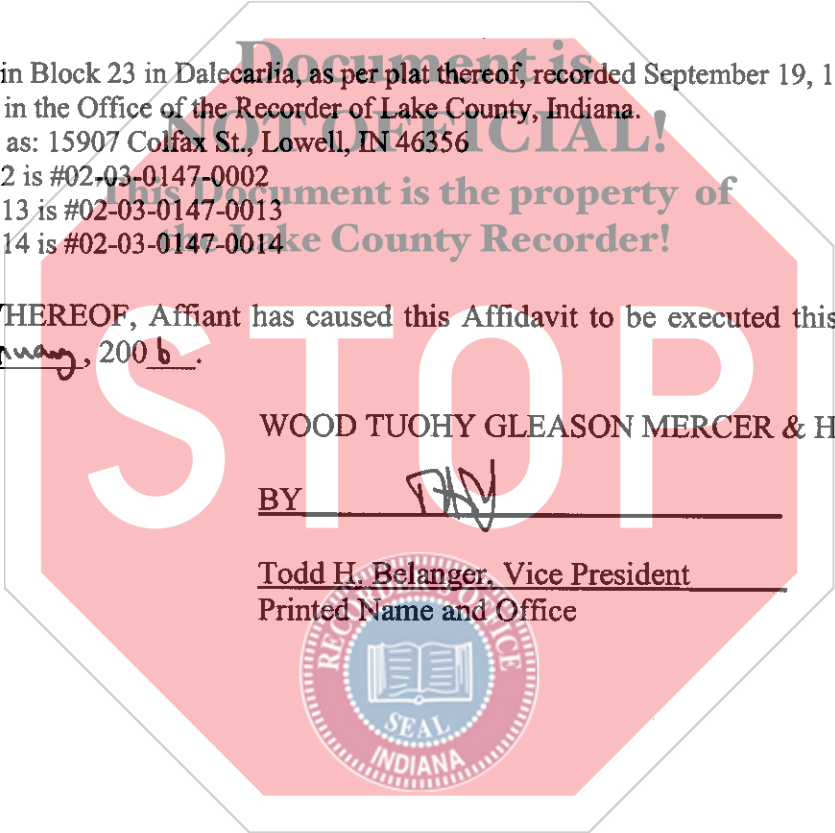 Document is
in Block 23 in Dalecarlia, as per plat thereof, recorded September 19, 1
in the Office of the Recorder of Lake County, Indiana.
NOT OFFICIAL!
as: 15907 Colfax St., Lowell, IN 46356
2 is #02-03-0147-0002
This Document is the property of
13 is #02-03-0147-0013
14 is #02-03-0147-0014
the Lake County Recorder!
HEREOF, Affiant has caused this Affidavit to be executed this
nuary, 2006.
STOP
WOOD TUOHY GLEASON MERCER & H
BY
Todd H. Belanger, Vice President
Printed Name and Office
RECORDER'S OFFICE
SEAL
INDIANA